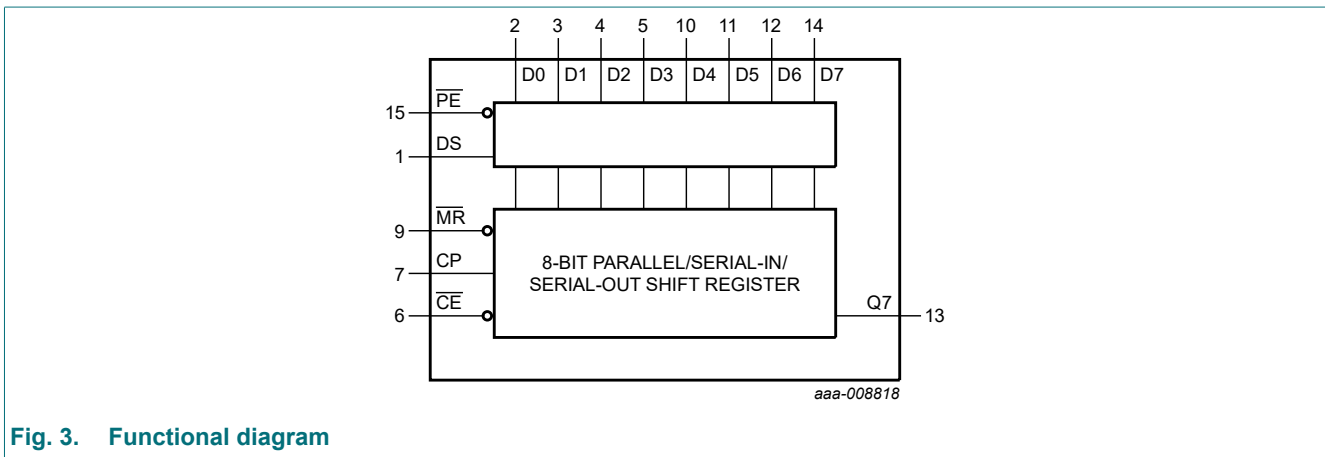 2 3 4 5 10 11 12 14
D0 D1 D2 D3 D4 D5 D6 D7
15 PE
1 DS
9 MR
7 CP
6 CE
8-BIT PARALLEL/SERIAL-IN/
SERIAL-OUT SHIFT REGISTER
Q7 13
aaa-008818
Fig. 3. Functional diagram